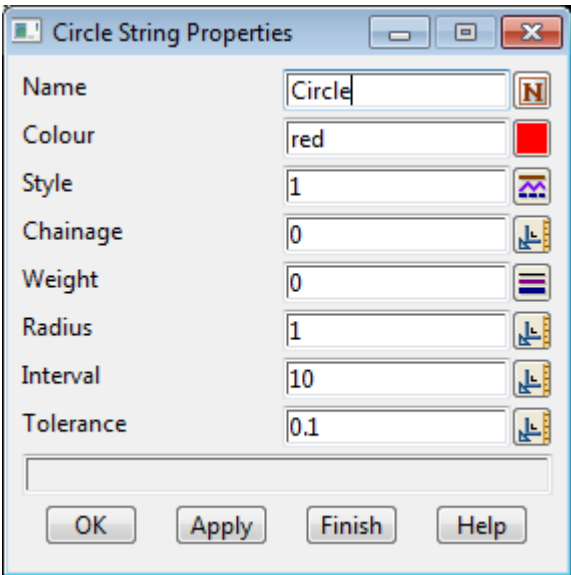 Circle String Properties
Name Circle N
Colour red
Style 1
Chainage 0
Weight 0
Radius 1
Interval 10
Tolerance 0.1
OK Apply Finish Help